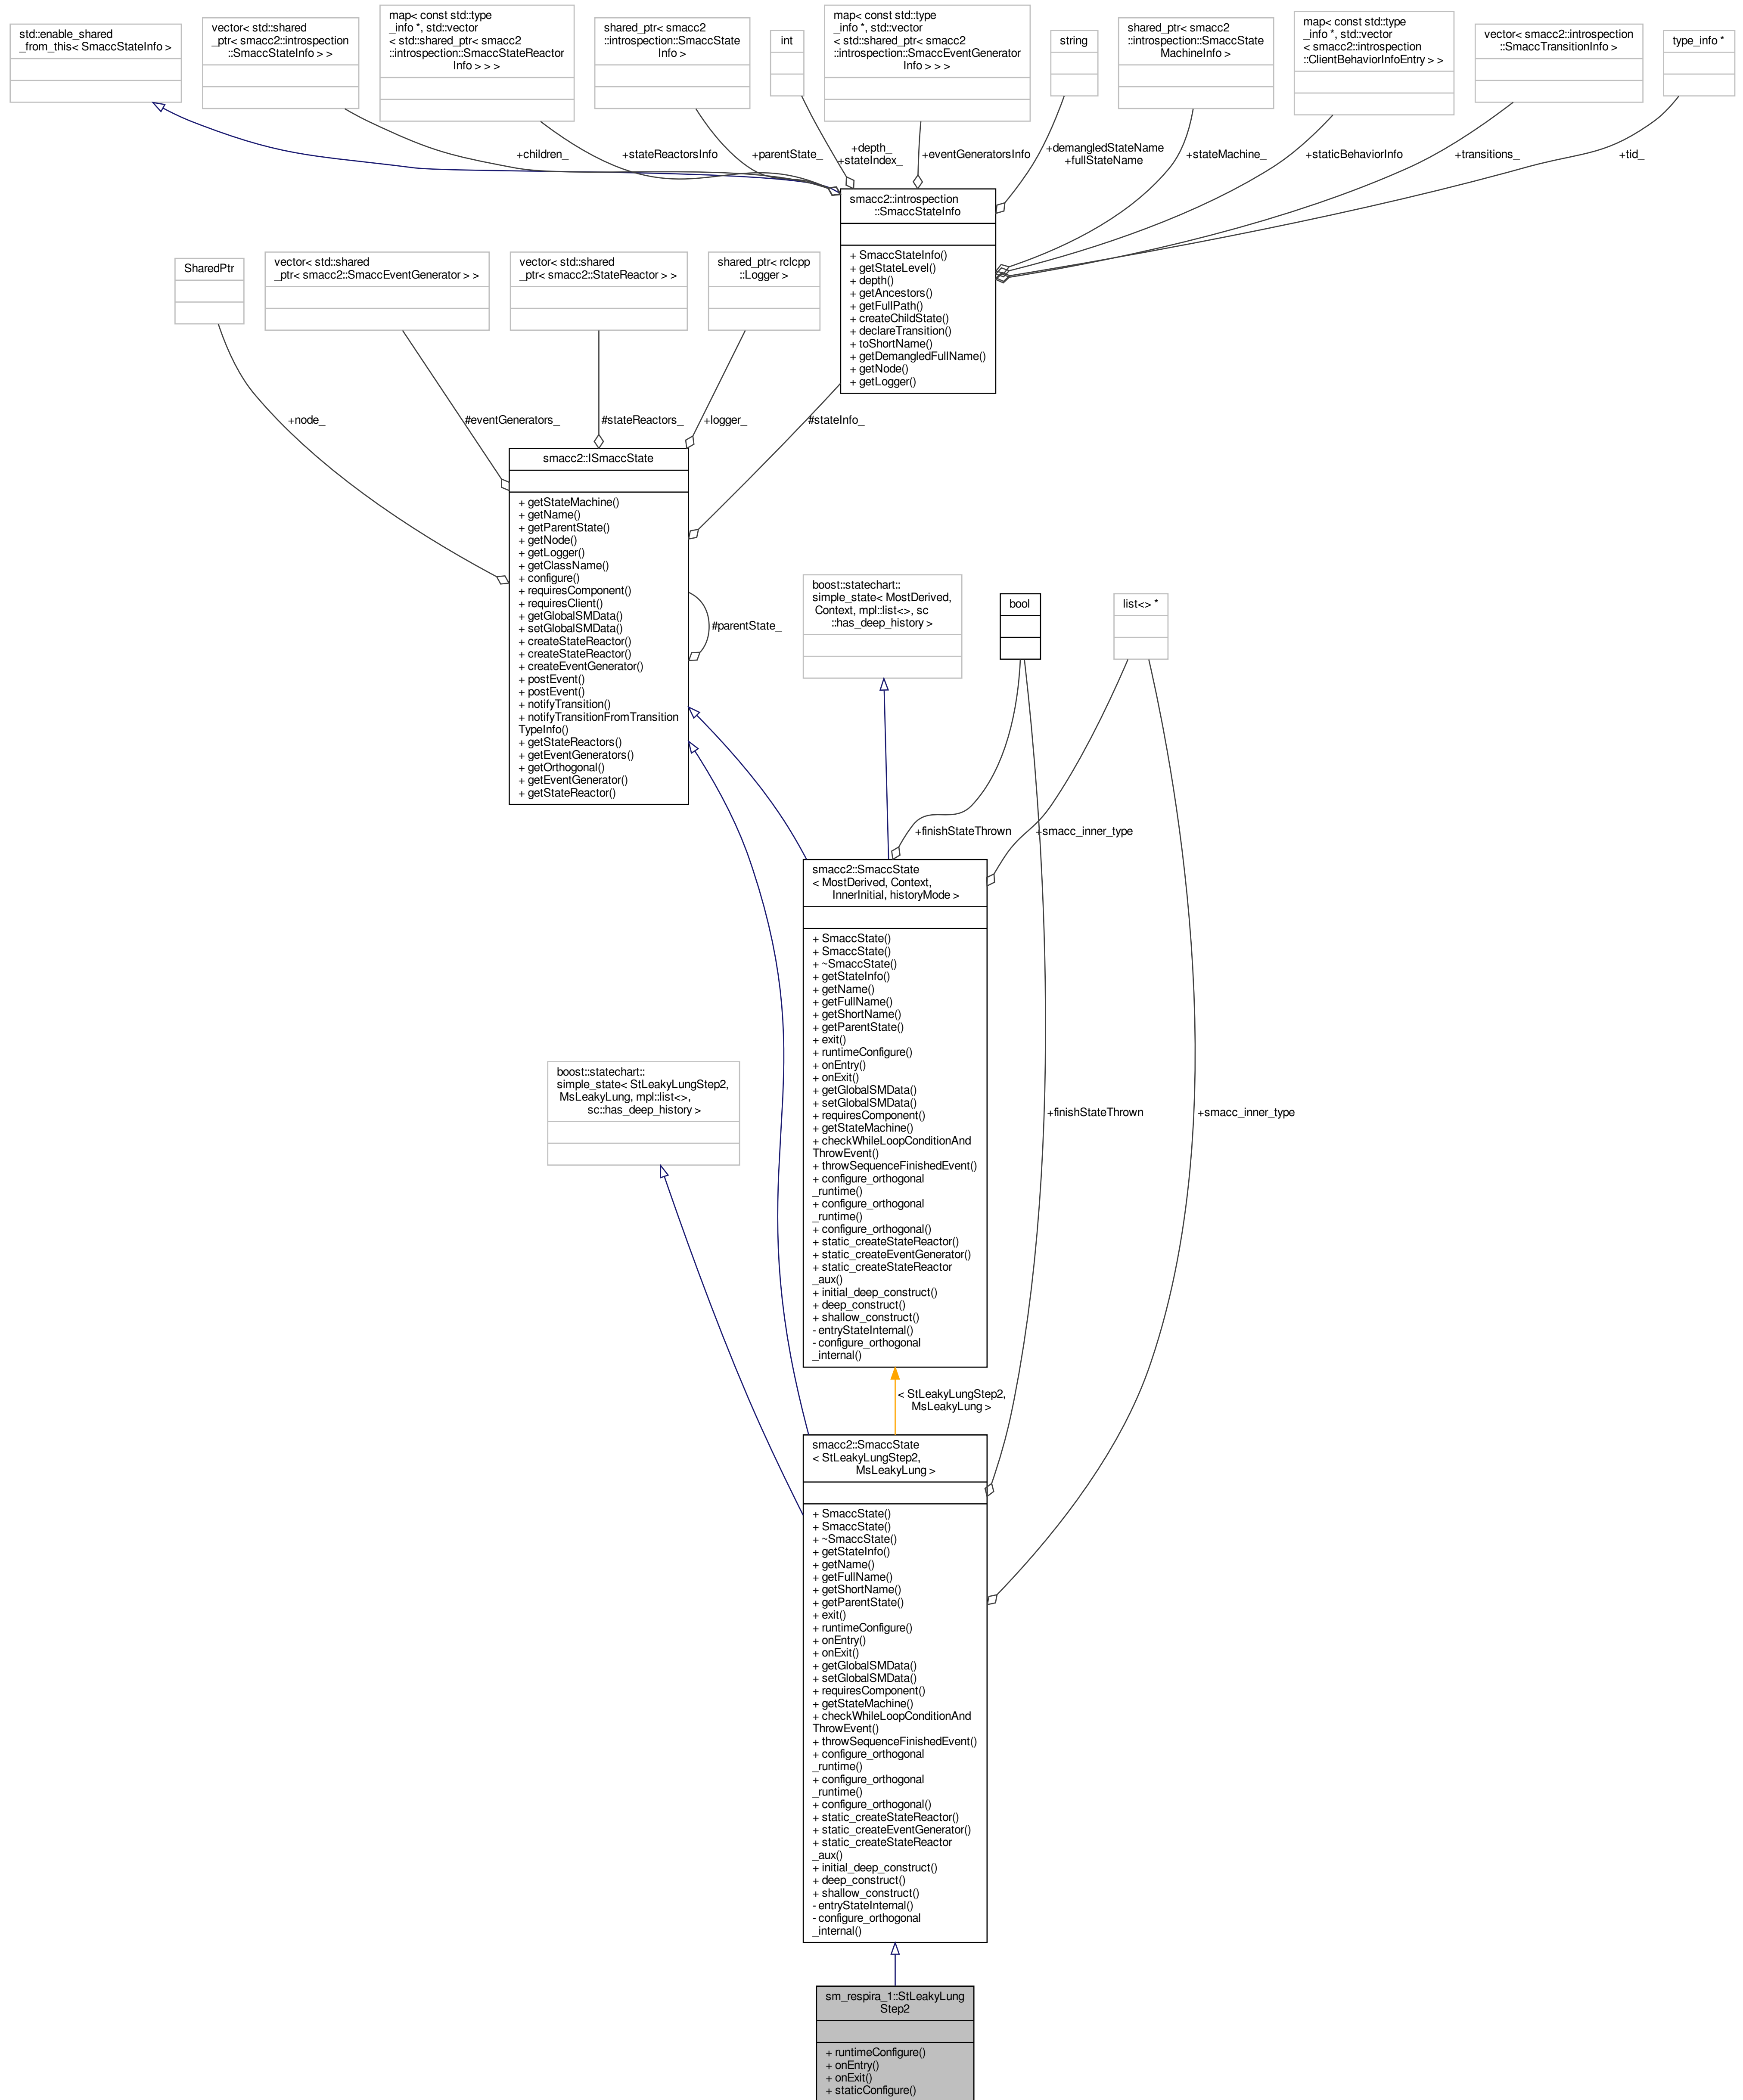 std::enable_shared
_from_this< SmaccStateInfo >
vector< std::shared
_ptr< smacc2::introspection
::SmaccStateInfo > >
map< const std::type
_info *, std::vector
< std::shared_ptr< smacc2
::introspection::SmaccStateReactor
Info > > >
shared_ptr< smacc2
::introspection::SmaccState
Info >
int
map< const std::type
_info *, std::vector
< std::shared_ptr< smacc2
::introspection::SmaccEventGenerator
Info > > >
string
shared_ptr< smacc2
::introspection::SmaccState
MachineInfo >
map< const std::type
_info *, std::vector
< smacc2::introspection
::ClientBehaviorInfoEntry > >
vector< smacc2::introspection
::SmaccTransitionInfo >
type_info *
+children_
+stateReactorsInfo
+parentState_
+depth_
+stateIndex_
+eventGeneratorsInfo
+demangledStateName
+fullStateName
+stateMachine_
+staticBehaviorInfo
+transitions_
+tid_
smacc2::introspection
::SmaccStateInfo
+ SmaccStateInfo()
+ getStateLevel()
+ depth()
+ getAncestors()
+ getFullPath()
+ createChildState()
+ declareTransition()
+ toShortName()
+ getDemangledFullName()
+ getNode()
+ getLogger()
SharedPtr
vector< std::shared
_ptr< smacc2::SmaccEventGenerator > >
vector< std::shared
_ptr< smacc2::StateReactor > >
shared_ptr< rclcpp
::Logger >
+node_
#eventGenerators_
#stateReactors_
+logger_
#stateInfo_
smacc2::ISmaccState
+ getStateMachine()
+ getName()
+ getParentState()
+ getNode()
+ getLogger()
+ getClassName()
+ configure()
+ requiresComponent()
+ requiresClient()
+ getGlobalSMData()
+ setGlobalSMData()
+ createStateReactor()
+ createStateReactor()
+ createEventGenerator()
+ postEvent()
+ postEvent()
+ notifyTransition()
+ notifyTransitionFromTransition
TypeInfo()
+ getStateReactors()
+ getEventGenerators()
+ getOrthogonal()
+ getEventGenerator()
+ getStateReactor()
#parentState_
boost::statechart::
simple_state< MostDerived,
Context, mpl::list<>, sc
::has_deep_history >
bool
list<> *
+finishStateThrown
+smacc_inner_type
smacc2::SmaccState
< MostDerived, Context,
InnerInitial, historyMode >
+ SmaccState()
+ SmaccState()
+ ~SmaccState()
+ getStateInfo()
+ getName()
+ getFullName()
+ getShortName()
+ getParentState()
+ exit()
+ runtimeConfigure()
+ onEntry()
+ onExit()
+ getGlobalSMData()
+ setGlobalSMData()
+ requiresComponent()
+ getStateMachine()
+ checkWhileLoopConditionAnd
ThrowEvent()
+ throwSequenceFinishedEvent()
+ configure_orthogonal
_runtime()
+ configure_orthogonal
_runtime()
+ configure_orthogonal()
+ static_createStateReactor()
+ static_createEventGenerator()
+ static_createStateReactor
_aux()
+ initial_deep_construct()
+ deep_construct()
+ shallow_construct()
- entryStateInternal()
- configure_orthogonal
_internal()
boost::statechart::
simple_state< StLeakyLungStep2,
MsLeakyLung, mpl::list<>,
sc::has_deep_history >
+finishStateThrown
+smacc_inner_type
< StLeakyLungStep2,
MsLeakyLung >
smacc2::SmaccState
< StLeakyLungStep2,
MsLeakyLung >
+ SmaccState()
+ SmaccState()
+ ~SmaccState()
+ getStateInfo()
+ getName()
+ getFullName()
+ getShortName()
+ getParentState()
+ exit()
+ runtimeConfigure()
+ onEntry()
+ onExit()
+ getGlobalSMData()
+ setGlobalSMData()
+ requiresComponent()
+ getStateMachine()
+ checkWhileLoopConditionAnd
ThrowEvent()
+ throwSequenceFinishedEvent()
+ configure_orthogonal
_runtime()
+ configure_orthogonal
_runtime()
+ configure_orthogonal()
+ static_createStateReactor()
+ static_createEventGenerator()
+ static_createStateReactor
_aux()
+ initial_deep_construct()
+ deep_construct()
+ shallow_construct()
- entryStateInternal()
- configure_orthogonal
_internal()
sm_respira_1::StLeakyLung
Step2
+ runtimeConfigure()
+ onEntry()
+ onExit()
+ staticConfigure()